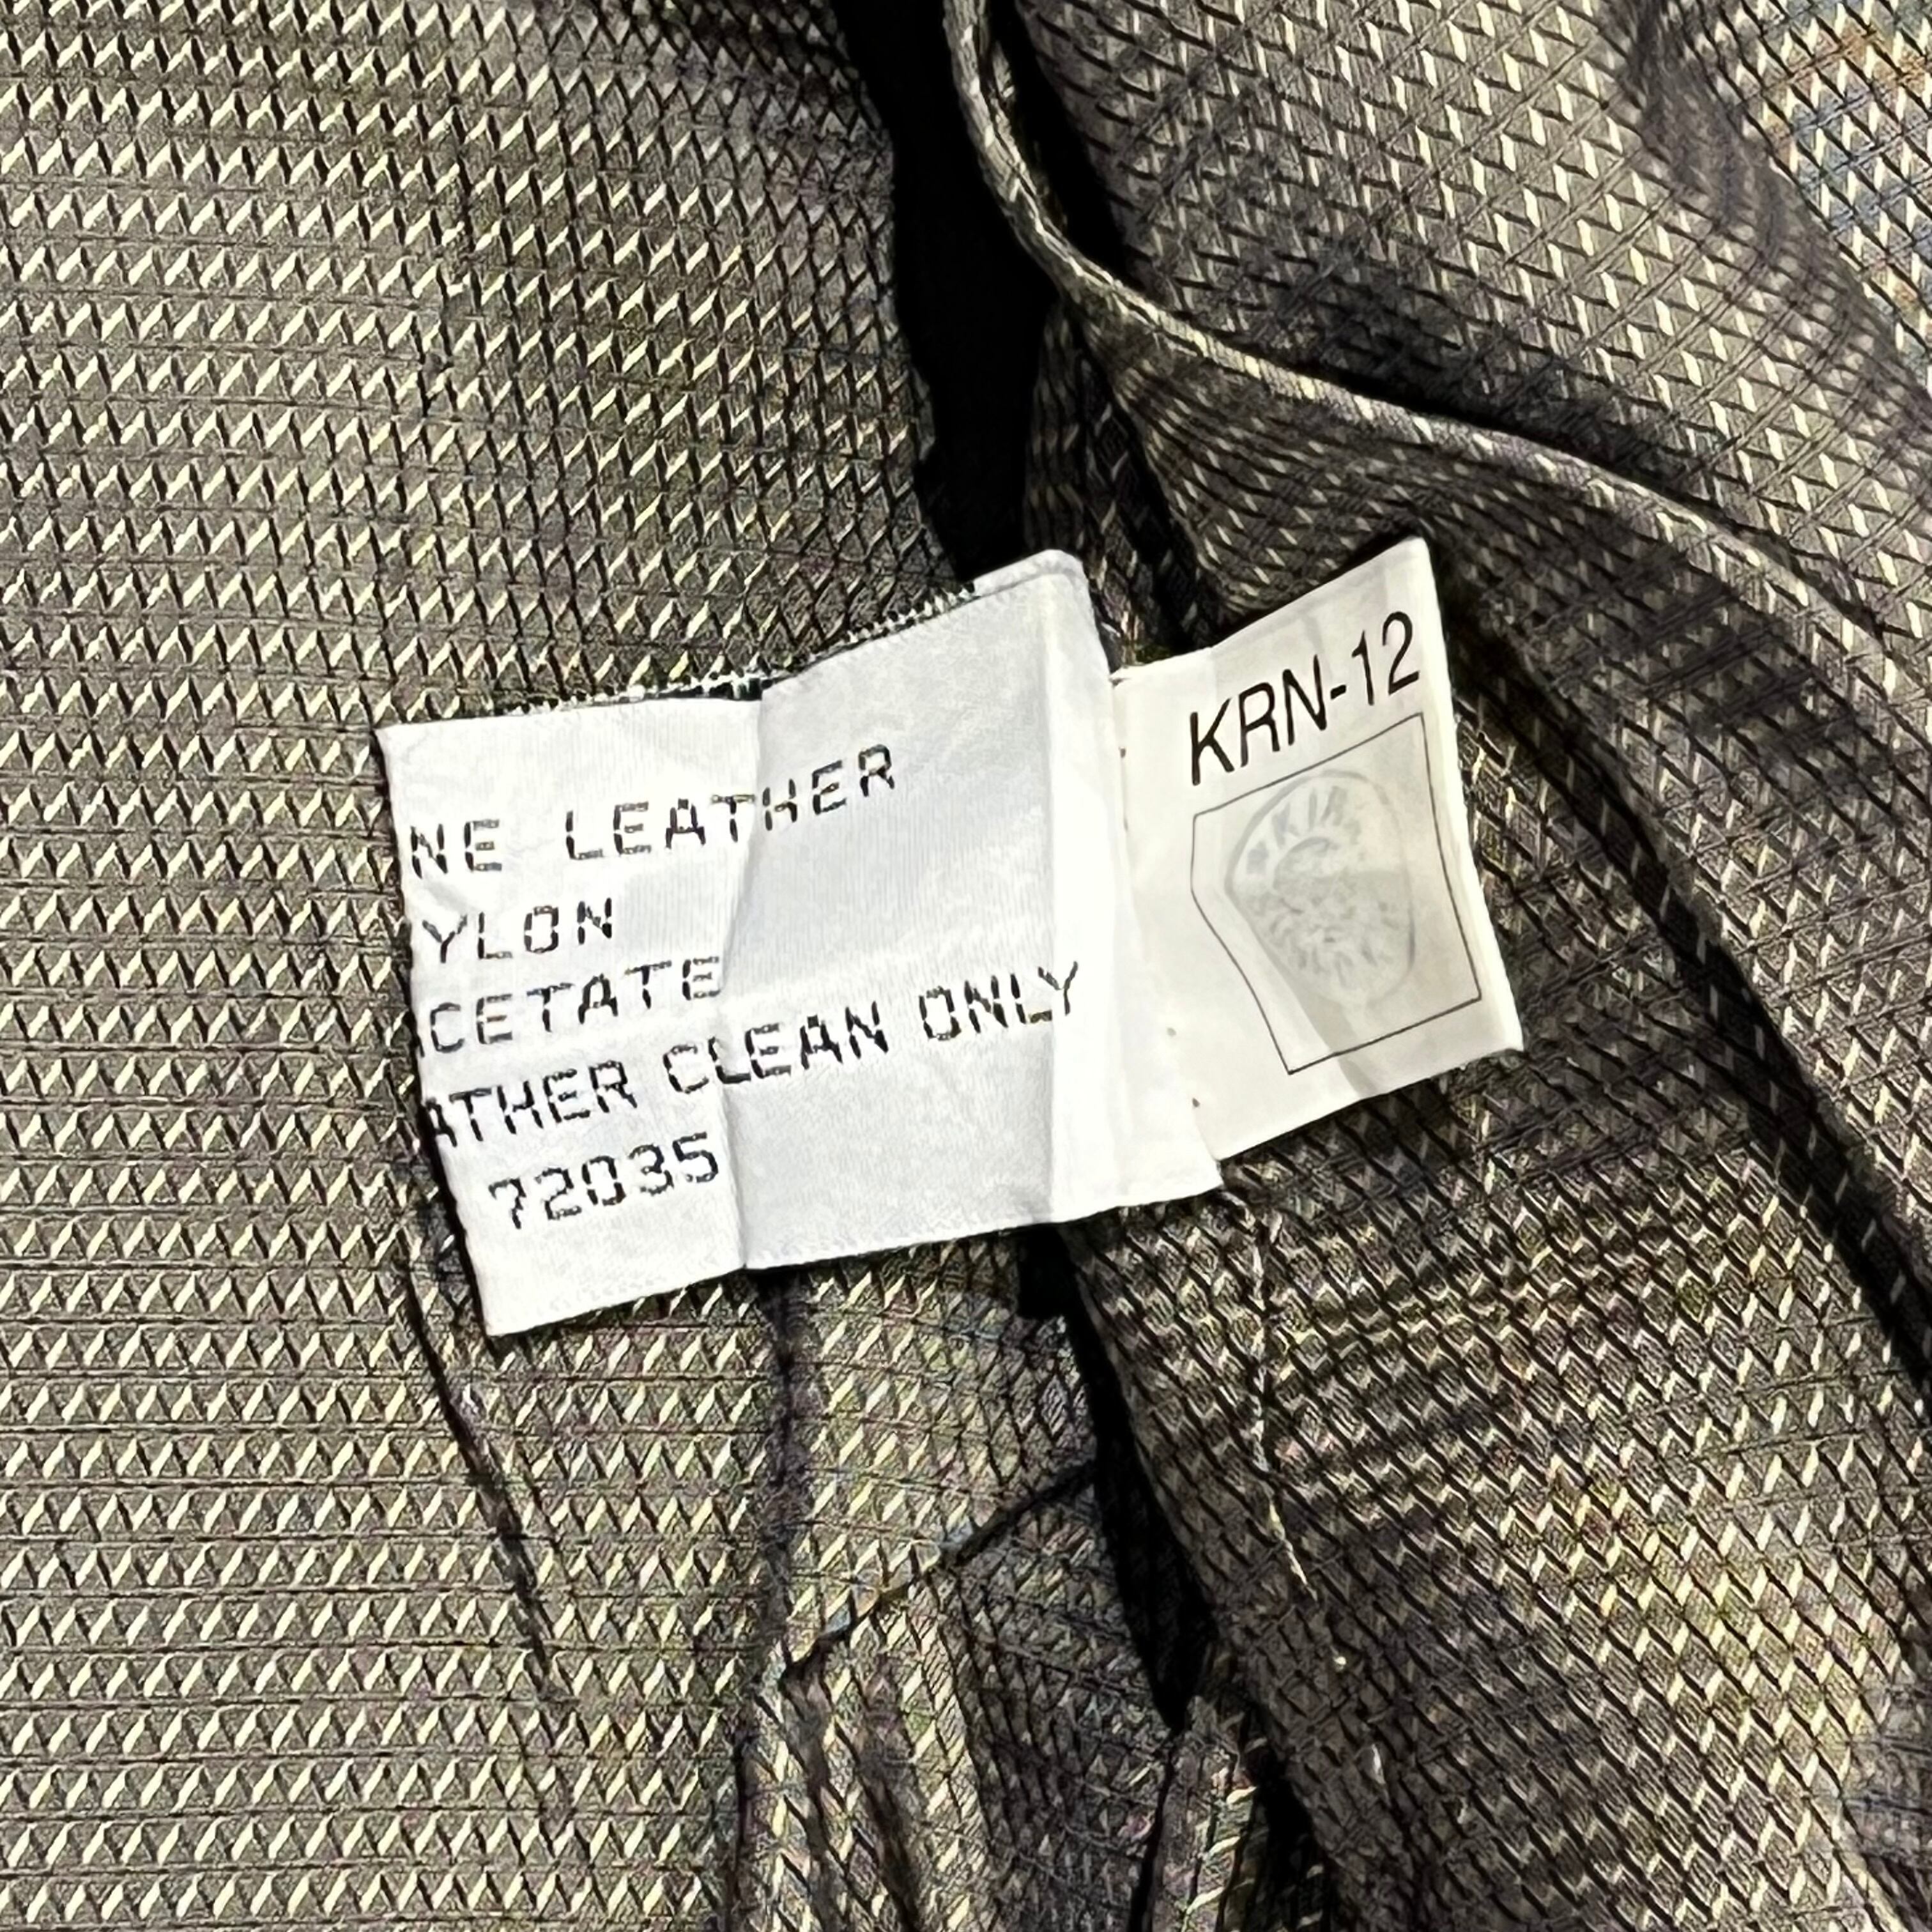 NE LEATHER
YLON
CETATE
ATHER CLEAN ONLY
72035
KRN-12